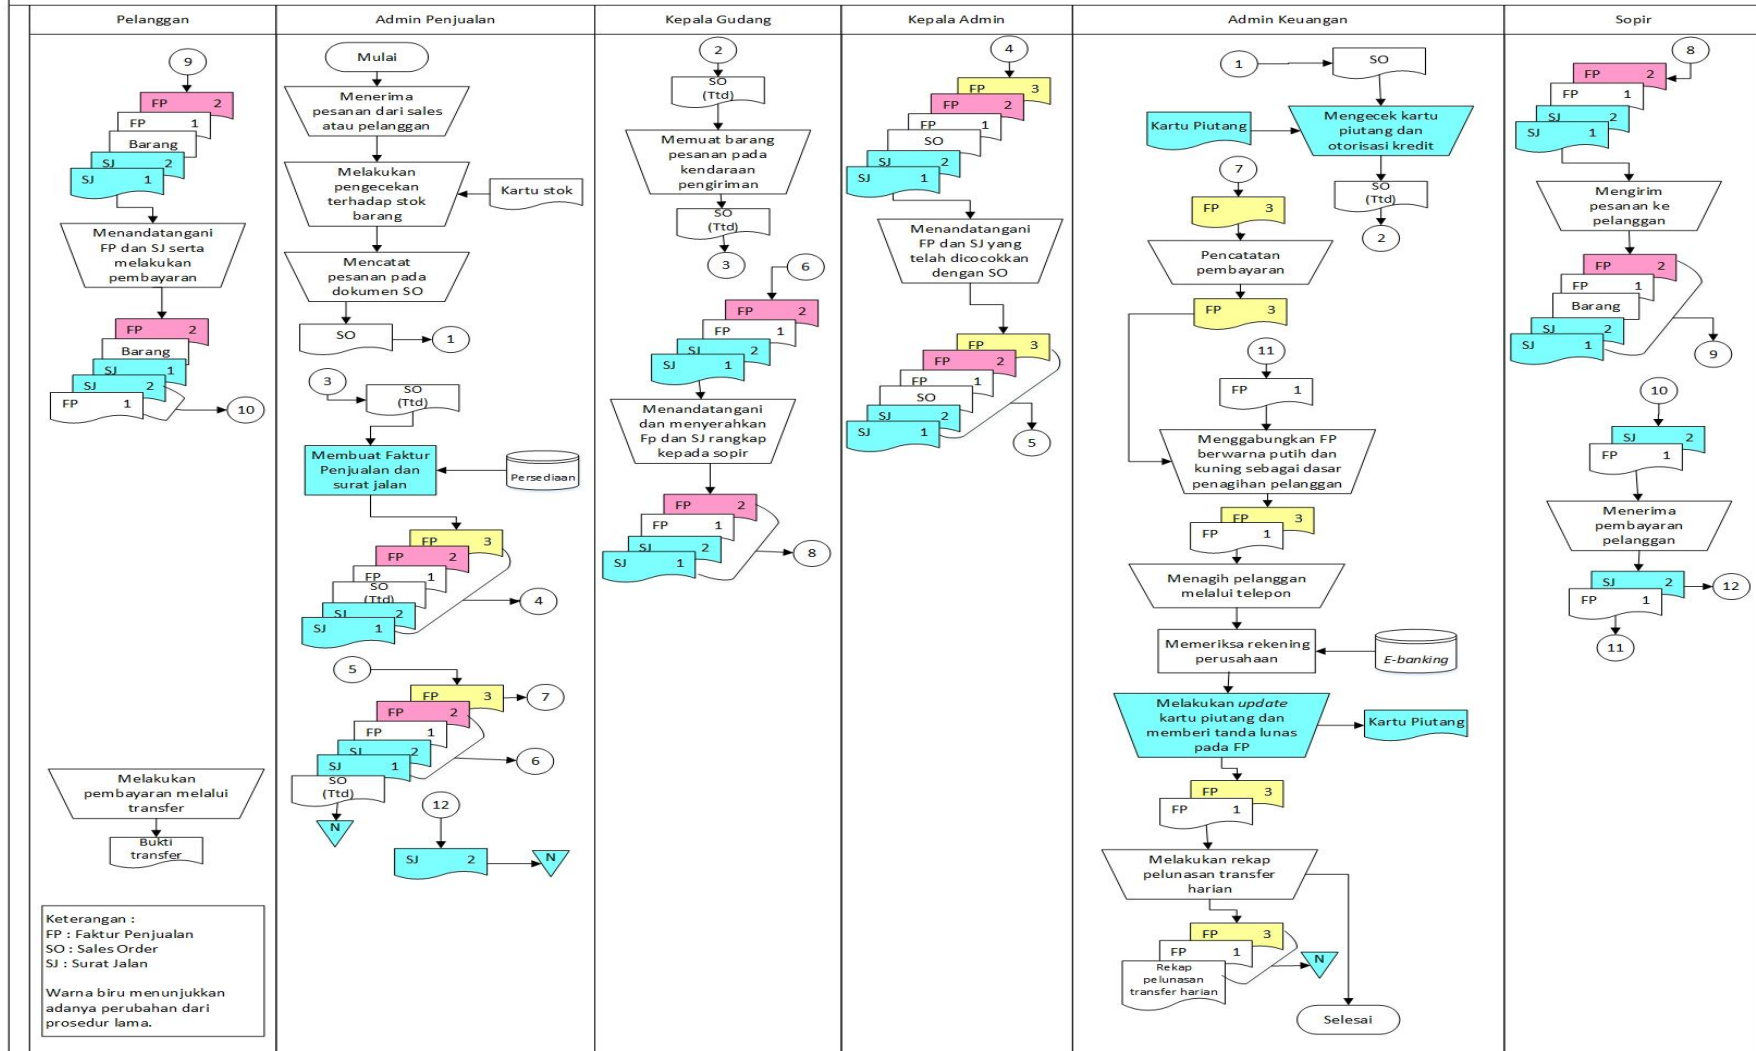 Pelanggan
Admin Penjualan
Kepala Gudang
Kepala Admin
Admin Keuangan
Sopir
9
FP 2
FP 1
Barang
SJ 2
SJ 1
Menandatangani
FP dan SJ serta
melakukan
pembayaran
FP 2
Barang
SJ 1
SJ 2
FP 1
10
Melakukan
pembayaran melalui
transfer
Bukti
transfer
Keterangan :
FP : Faktur Penjualan
SO : Sales Order
SJ : Surat Jalan
Warna biru menunjukkan
adanya perubahan dari
prosedur lama.
Mulai
Menerima
pesanan dari sales
atau pelanggan
Melakukan
pengecekan
terhadap stok
barang
Kartu stok
Mencatat
pesanan pada
dokumen SO
SO
1
3
SO
(Ttd)
Membuat Faktur
Penjualan dan
surat jalan
Persediaan
FP 3
FP 2
FP 1
SO
(Ttd)
SJ 2
SJ 1
4
5
FP 3
7
FP 2
FP 1
SJ 2
SJ 1
6
SO
(Ttd)
N
12
SJ 2
N
2
SO
(Ttd)
Memuat barang
pesanan pada
kendaraan
pengiriman
SO
(Ttd)
3
6
FP 2
FP 1
SJ 2
SJ 1
Menandatangani
dan menyerahkan
Fp dan SJ rangkap
kepada sopir
FP 2
FP 1
SJ 2
SJ 1
8
4
FP 3
FP 2
FP 1
SO
SJ 2
SJ 1
Menandatangani
FP dan SJ yang
telah dicocokkan
dengan SO
FP 3
FP 2
FP 1
SO
SJ 2
SJ 1
5
1
SO
Kartu Piutang
Mengecek kartu
piutang dan
otorisasi kredit
SO
(Ttd)
2
7
FP 3
Pencatatan
pembayaran
FP 3
11
FP 1
Menggabungkan FP
berwarna putih dan
kuning sebagai dasar
penagihan pelanggan
FP 3
FP 1
Menagih pelanggan
melalui telepon
Memeriksa rekening
perusahaan
E-banking
Melakukan update
kartu piutang dan
memberi tanda lunas
pada FP
Kartu Piutang
FP 3
FP 1
Melakukan rekap
pelunasan transfer
harian
FP 3
FP 1
Rekap
pelunasan
transfer harian
N
Selesai
8
FP 2
FP 1
SJ 2
SJ 1
Mengirim
pesanan ke
pelanggan
FP 2
FP 1
Barang
SJ 2
SJ 1
9
10
SJ 2
FP 1
Menerima
pembayaran
pelanggan
SJ 2
12
FP 1
11